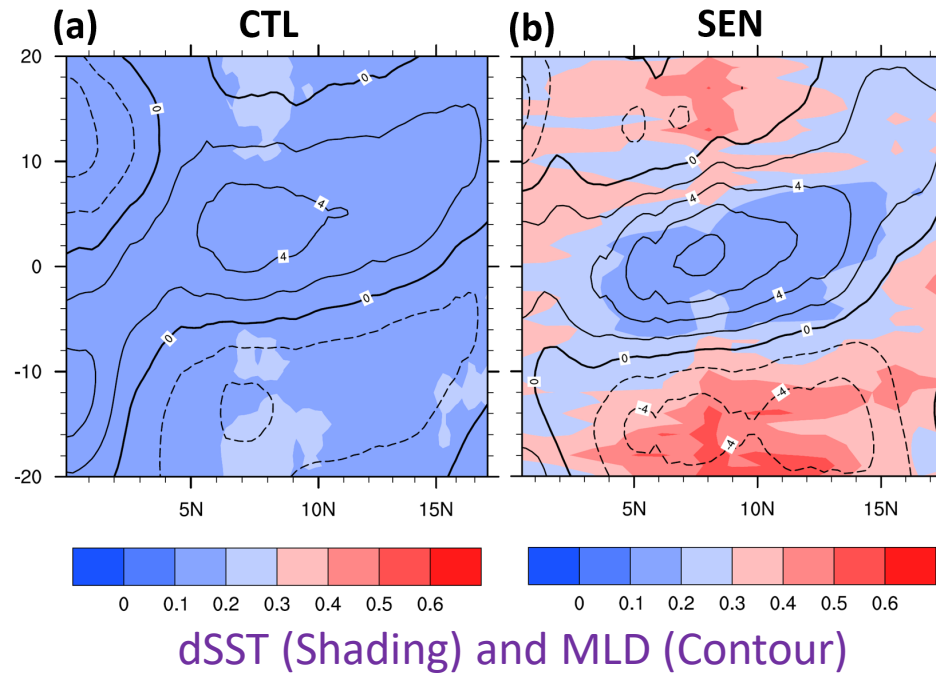 (a) CTL (b) SEN
20
10
0
-10
-20
0 0 4 4 0 0
0 4 4 0 0 0 -4 -4
5N 10N 15N 5N 10N 15N
0 0.1 0.2 0.3 0.4 0.5 0.6 0 0.1 0.2 0.3 0.4 0.5 0.6
dSST (Shading) and MLD (Contour)